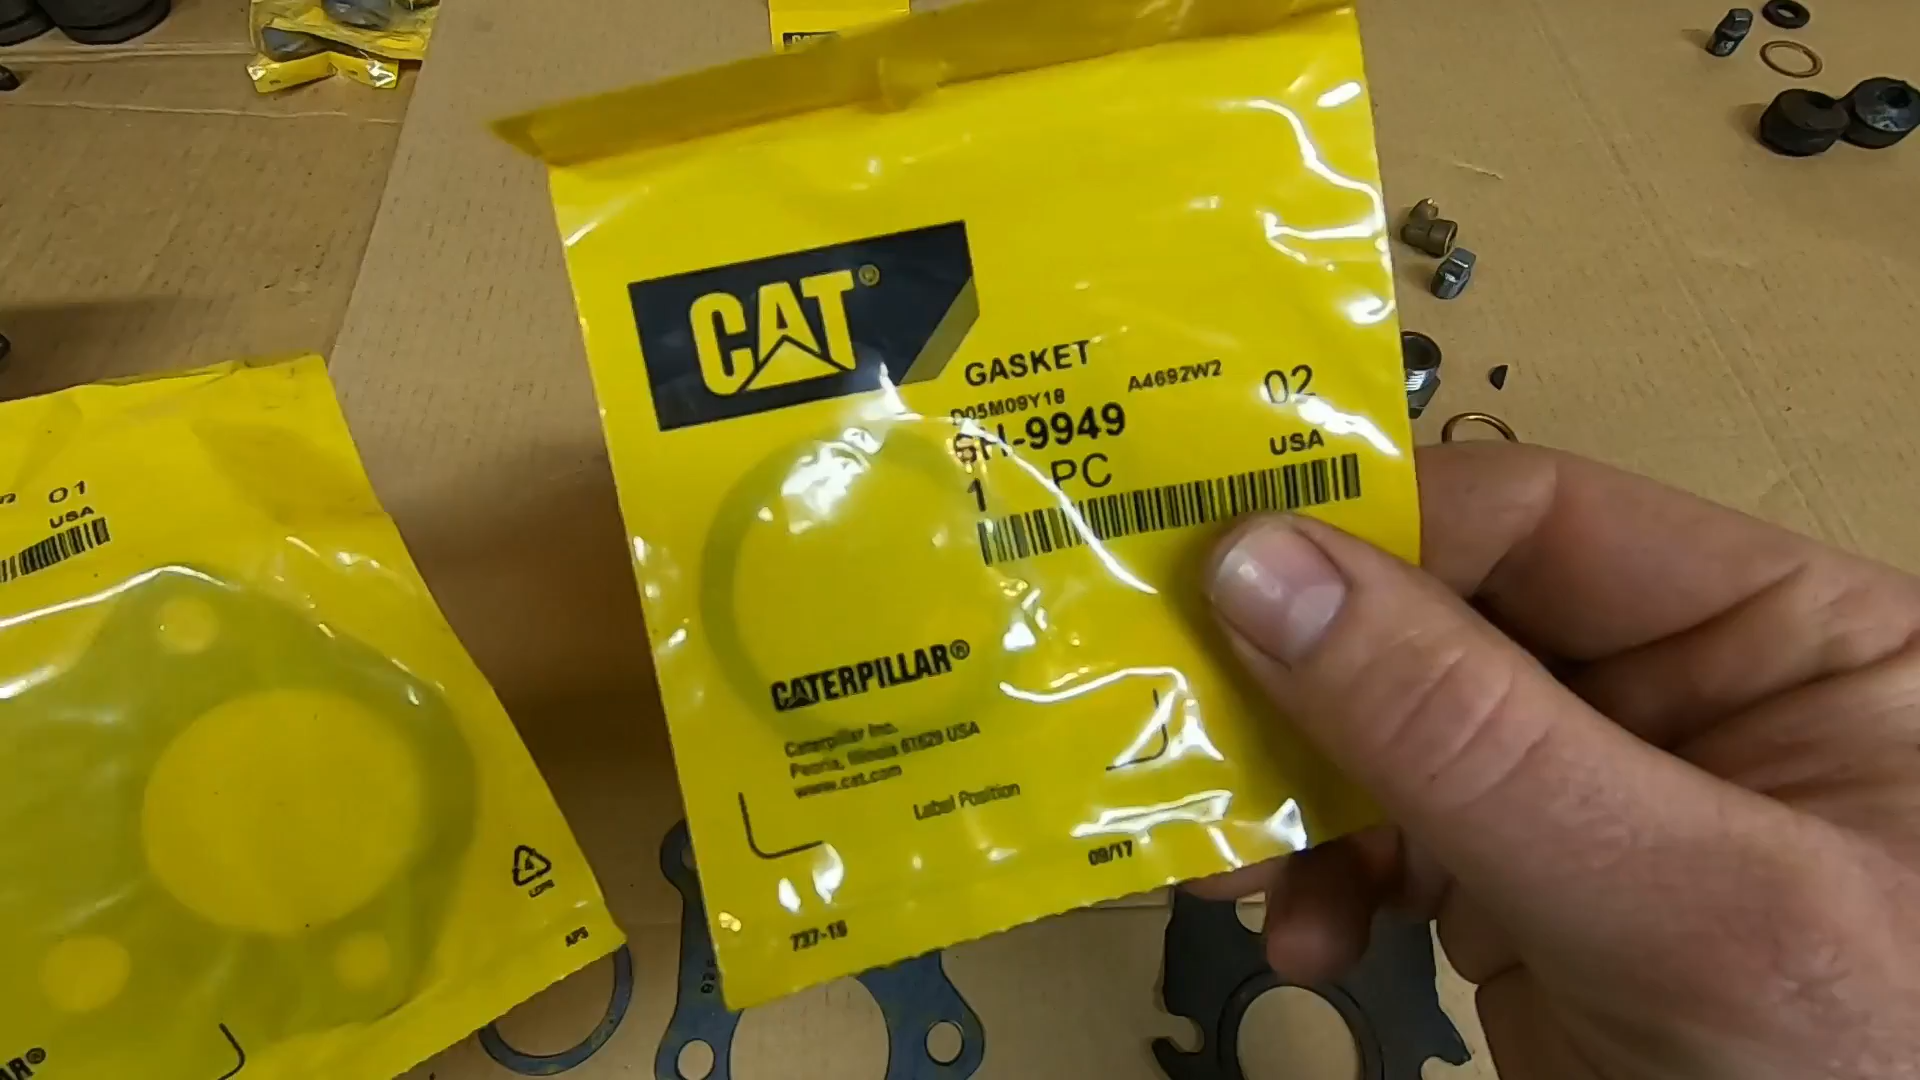 CAT®
GASKET
D05M09Y18 A4692W2 02
-9949 USA
1 PC
CATERPILLAR®
Caterpillar Inc.
Peoria, Illinois 61629 USA
www.cat.com
Label Position
09/17
737-16
01
USA
4
LDPE
APS
AR®